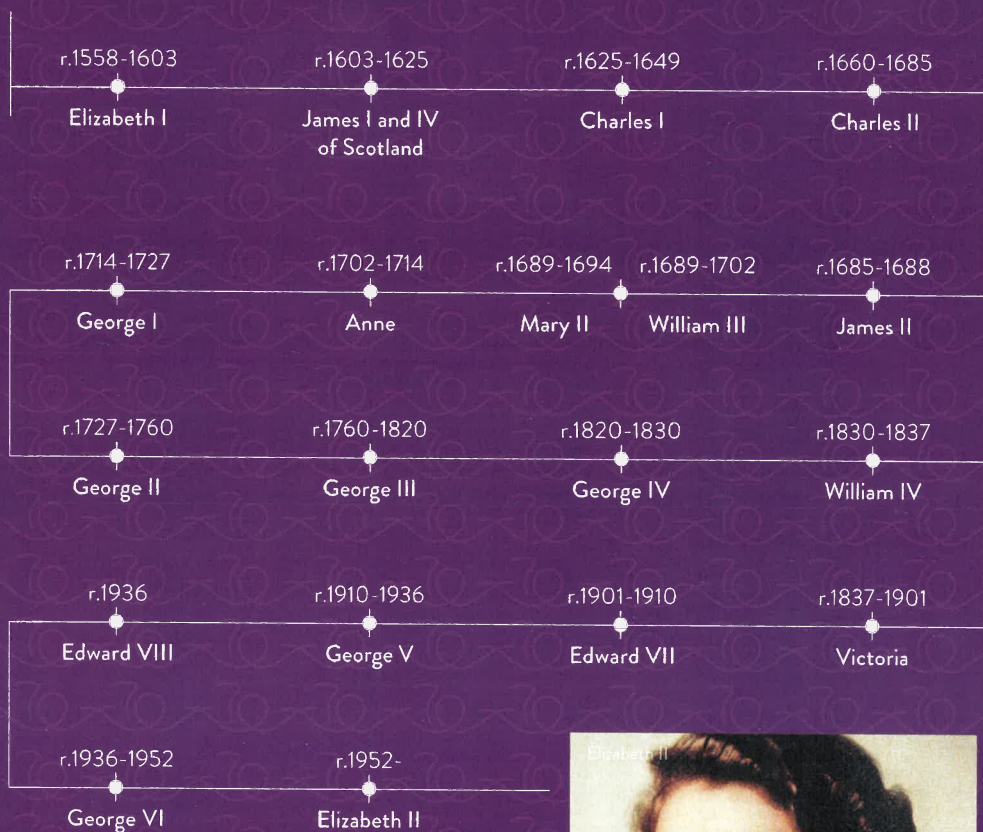 r.1558-1603
Elizabeth I
r.1603-1625
James I and IV
of Scotland
r.1625-1649
Charles I
r.1660-1685
Charles II
r.1714-1727
George I
r.1702-1714
Anne
r.1689-1694
Mary II
r.1689-1702
William III
r.1685-1688
James II
r.1727-1760
George II
r.1760-1820
George III
r.1820-1830
George IV
r.1830-1837
William IV
r.1936
Edward VIII
r.1910-1936
George V
r.1901-1910
Edward VII
r.1837-1901
Victoria
r.1936-1952
George VI
r.1952-
Elizabeth II
Elizabeth II